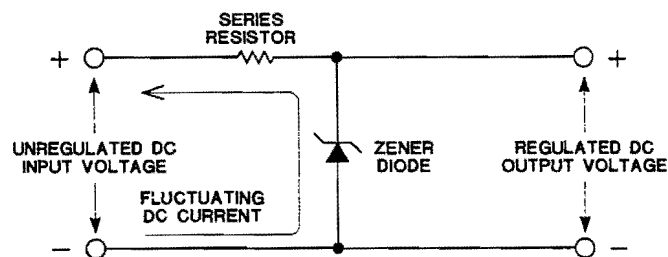 SERIES
RESISTOR
+
+
UNREGULATED DC
INPUT VOLTAGE
ZENER
DIODE
REGULATED DC
OUTPUT VOLTAGE
FLUCTUATING
DC CURRENT
−
−